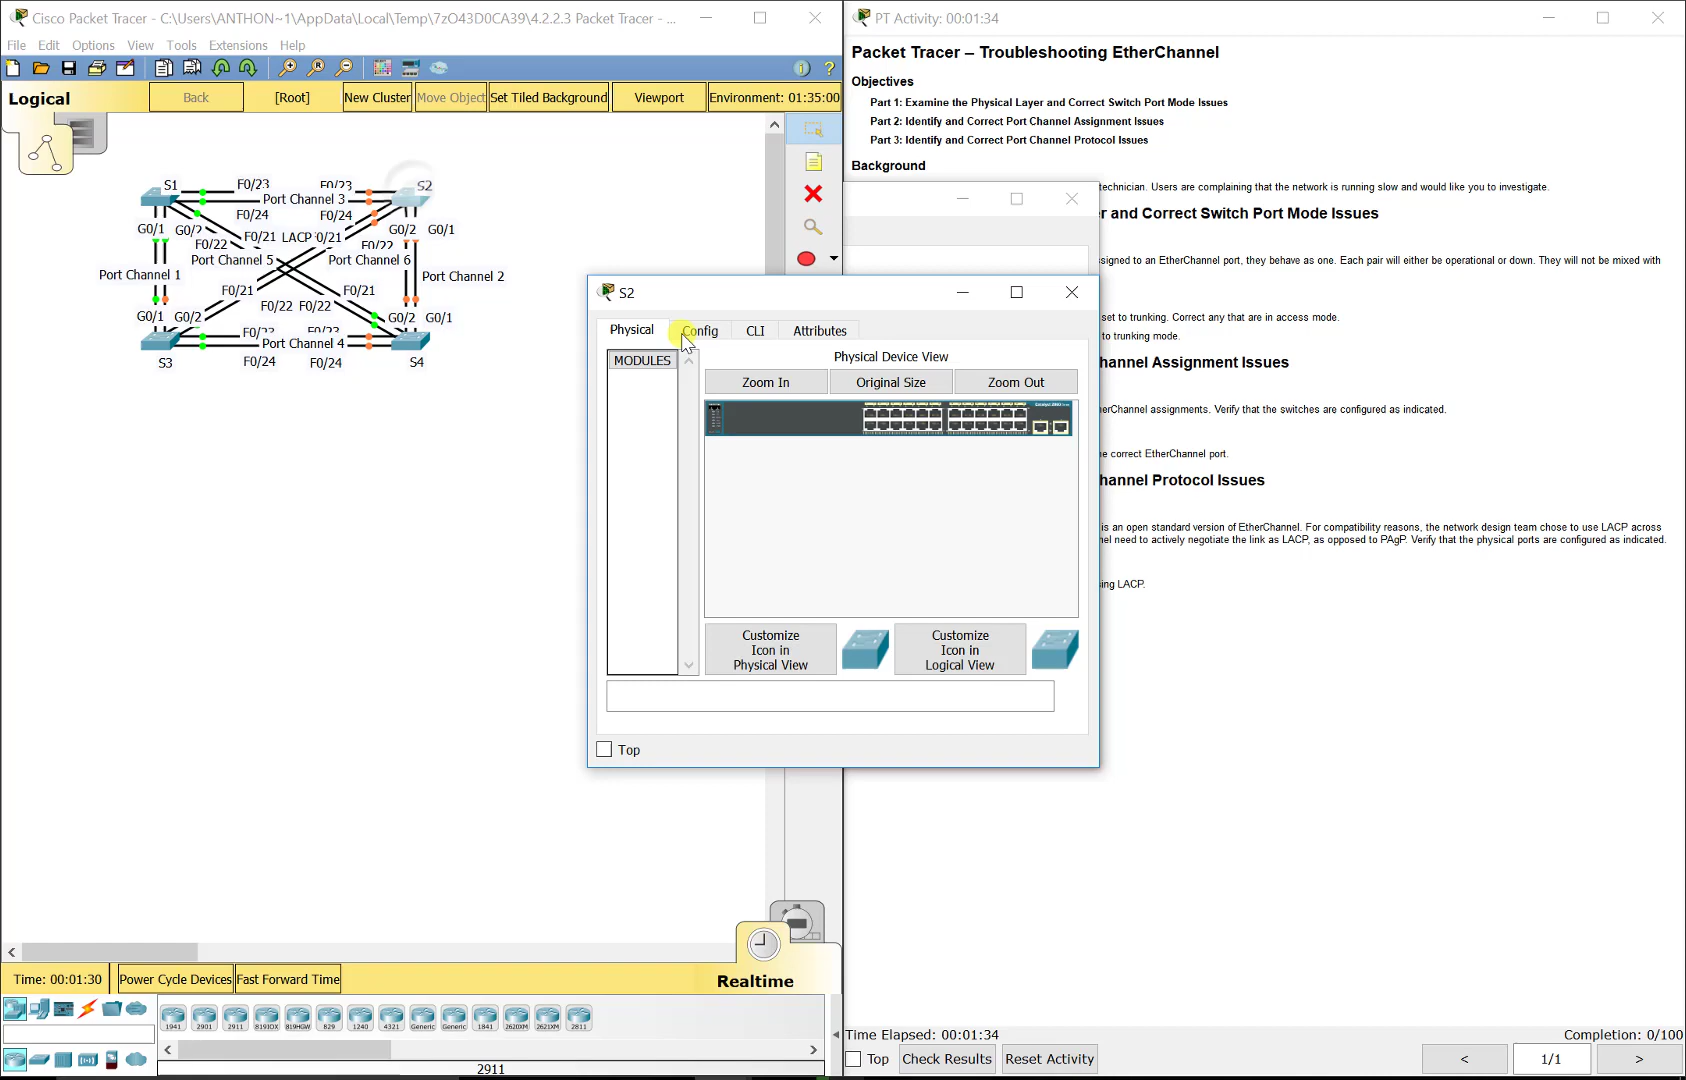 Cisco Packet Tracer - C:\Users\ANTHON~1\AppData\Local\Temp\7zO43D0CA39\4.2.2.3 Packet Tracer - ...
File Edit Options View Tools Extensions Help
Logical
Back
[Root]
New Cluster
Move Object
Set Tiled Background
Viewport
Environment: 01:35:00
S1
F0/23
F0/23
S2
Port Channel 3
F0/24
F0/24
G0/1
G0/2
F0/22
F0/21
LACP
F0/21
F0/22
G0/2
G0/1
Port Channel 5
Port Channel 6
Port Channel 1
Port Channel 2
F0/21
F0/22
F0/22
F0/21
G0/1
G0/2
G0/2
G0/1
F0/23
Port Channel 4
S3
F0/24
F0/24
S4
Time: 00:01:30
Power Cycle Devices
Fast Forward Time
Realtime
1941
2901
2911
819IOX
819HGW
829
1240
4321
Generic
Generic
1841
2620XM
2621XM
2811
2911
S2
Physical
Config
CLI
Attributes
MODULES
Physical Device View
Zoom In
Original Size
Zoom Out
Customize
Icon in
Physical View
Customize
Icon in
Logical View
Top
PT Activity: 00:01:34
Packet Tracer – Troubleshooting EtherChannel
Objectives
Part 1: Examine the Physical Layer and Correct Switch Port Mode Issues
Part 2: Identify and Correct Port Channel Assignment Issues
Part 3: Identify and Correct Port Channel Protocol Issues
Background
technician. Users are complaining that the network is running slow and would like you to investigate.
r and Correct Switch Port Mode Issues
signed to an EtherChannel port, they behave as one. Each pair will either be operational or down. They will not be mixed with
set to trunking. Correct any that are in access mode.
to trunking mode.
hannel Assignment Issues
erChannel assignments. Verify that the switches are configured as indicated.
e correct EtherChannel port.
hannel Protocol Issues
is an open standard version of EtherChannel. For compatibility reasons, the network design team chose to use LACP across
nel need to actively negotiate the link as LACP, as opposed to PAgP. Verify that the physical ports are configured as indicated.
sing LACP.
Time Elapsed: 00:01:34
Completion: 0/100
Top
Check Results
Reset Activity
<
1/1
>